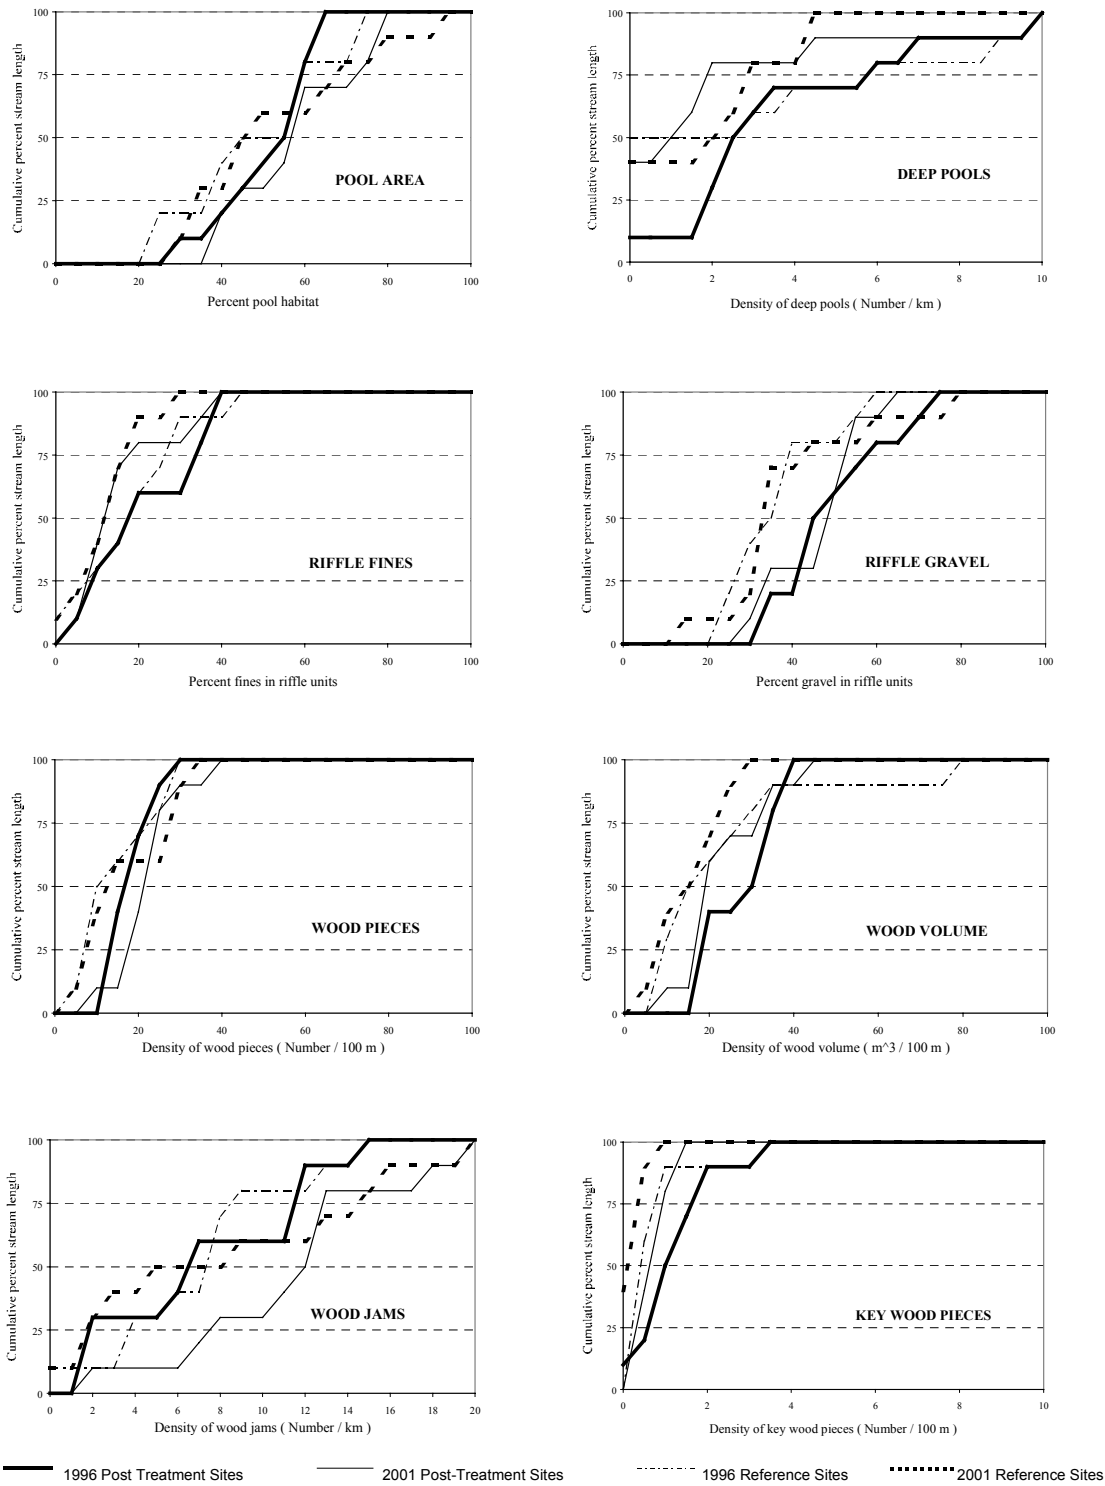 Cumulative percent stream length
100
75
50
25
0
POOL AREA
0 20 40 60 80 100
Percent pool habitat
Cumulative percent stream length
100
75
50
25
0
DEEP POOLS
0 2 4 6 8 10
Density of deep pools ( Number / km )
Cumulative percent stream length
100
75
50
25
0
RIFFLE FINES
0 20 40 60 80 100
Percent fines in riffle units
Cumulative percent stream length
100
75
50
25
0
RIFFLE GRAVEL
0 20 40 60 80 100
Percent gravel in riffle units
Cumulative percent stream length
100
75
50
25
0
WOOD PIECES
0 20 40 60 80 100
Density of wood pieces ( Number / 100 m )
Cumulative percent stream length
100
75
50
25
0
WOOD VOLUME
0 20 40 60 80 100
Density of wood volume ( m^3 / 100 m )
Cumulative percent stream length
100
75
50
25
0
WOOD JAMS
0 2 4 6 8 10 12 14 16 18 20
Density of wood jams ( Number / km )
Cumulative percent stream length
100
75
50
25
0
KEY WOOD PIECES
0 2 4 6 8 10
Density of key wood pieces ( Number / 100 m )
1996 Post Treatment Sites 2001 Post-Treatment Sites 1996 Reference Sites 2001 Reference Sites